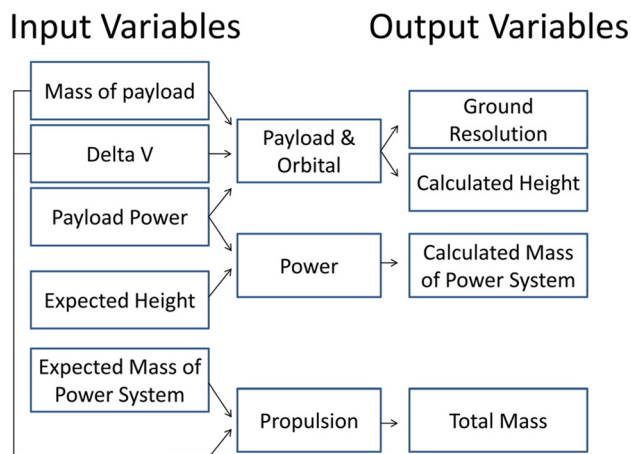 Input Variables
Output Variables
Mass of payload
Delta V
Payload Power
Expected Height
Expected Mass of
Power System
Payload &
Orbital
Power
Propulsion
Ground
Resolution
Calculated Height
Calculated Mass
of Power System
Total Mass